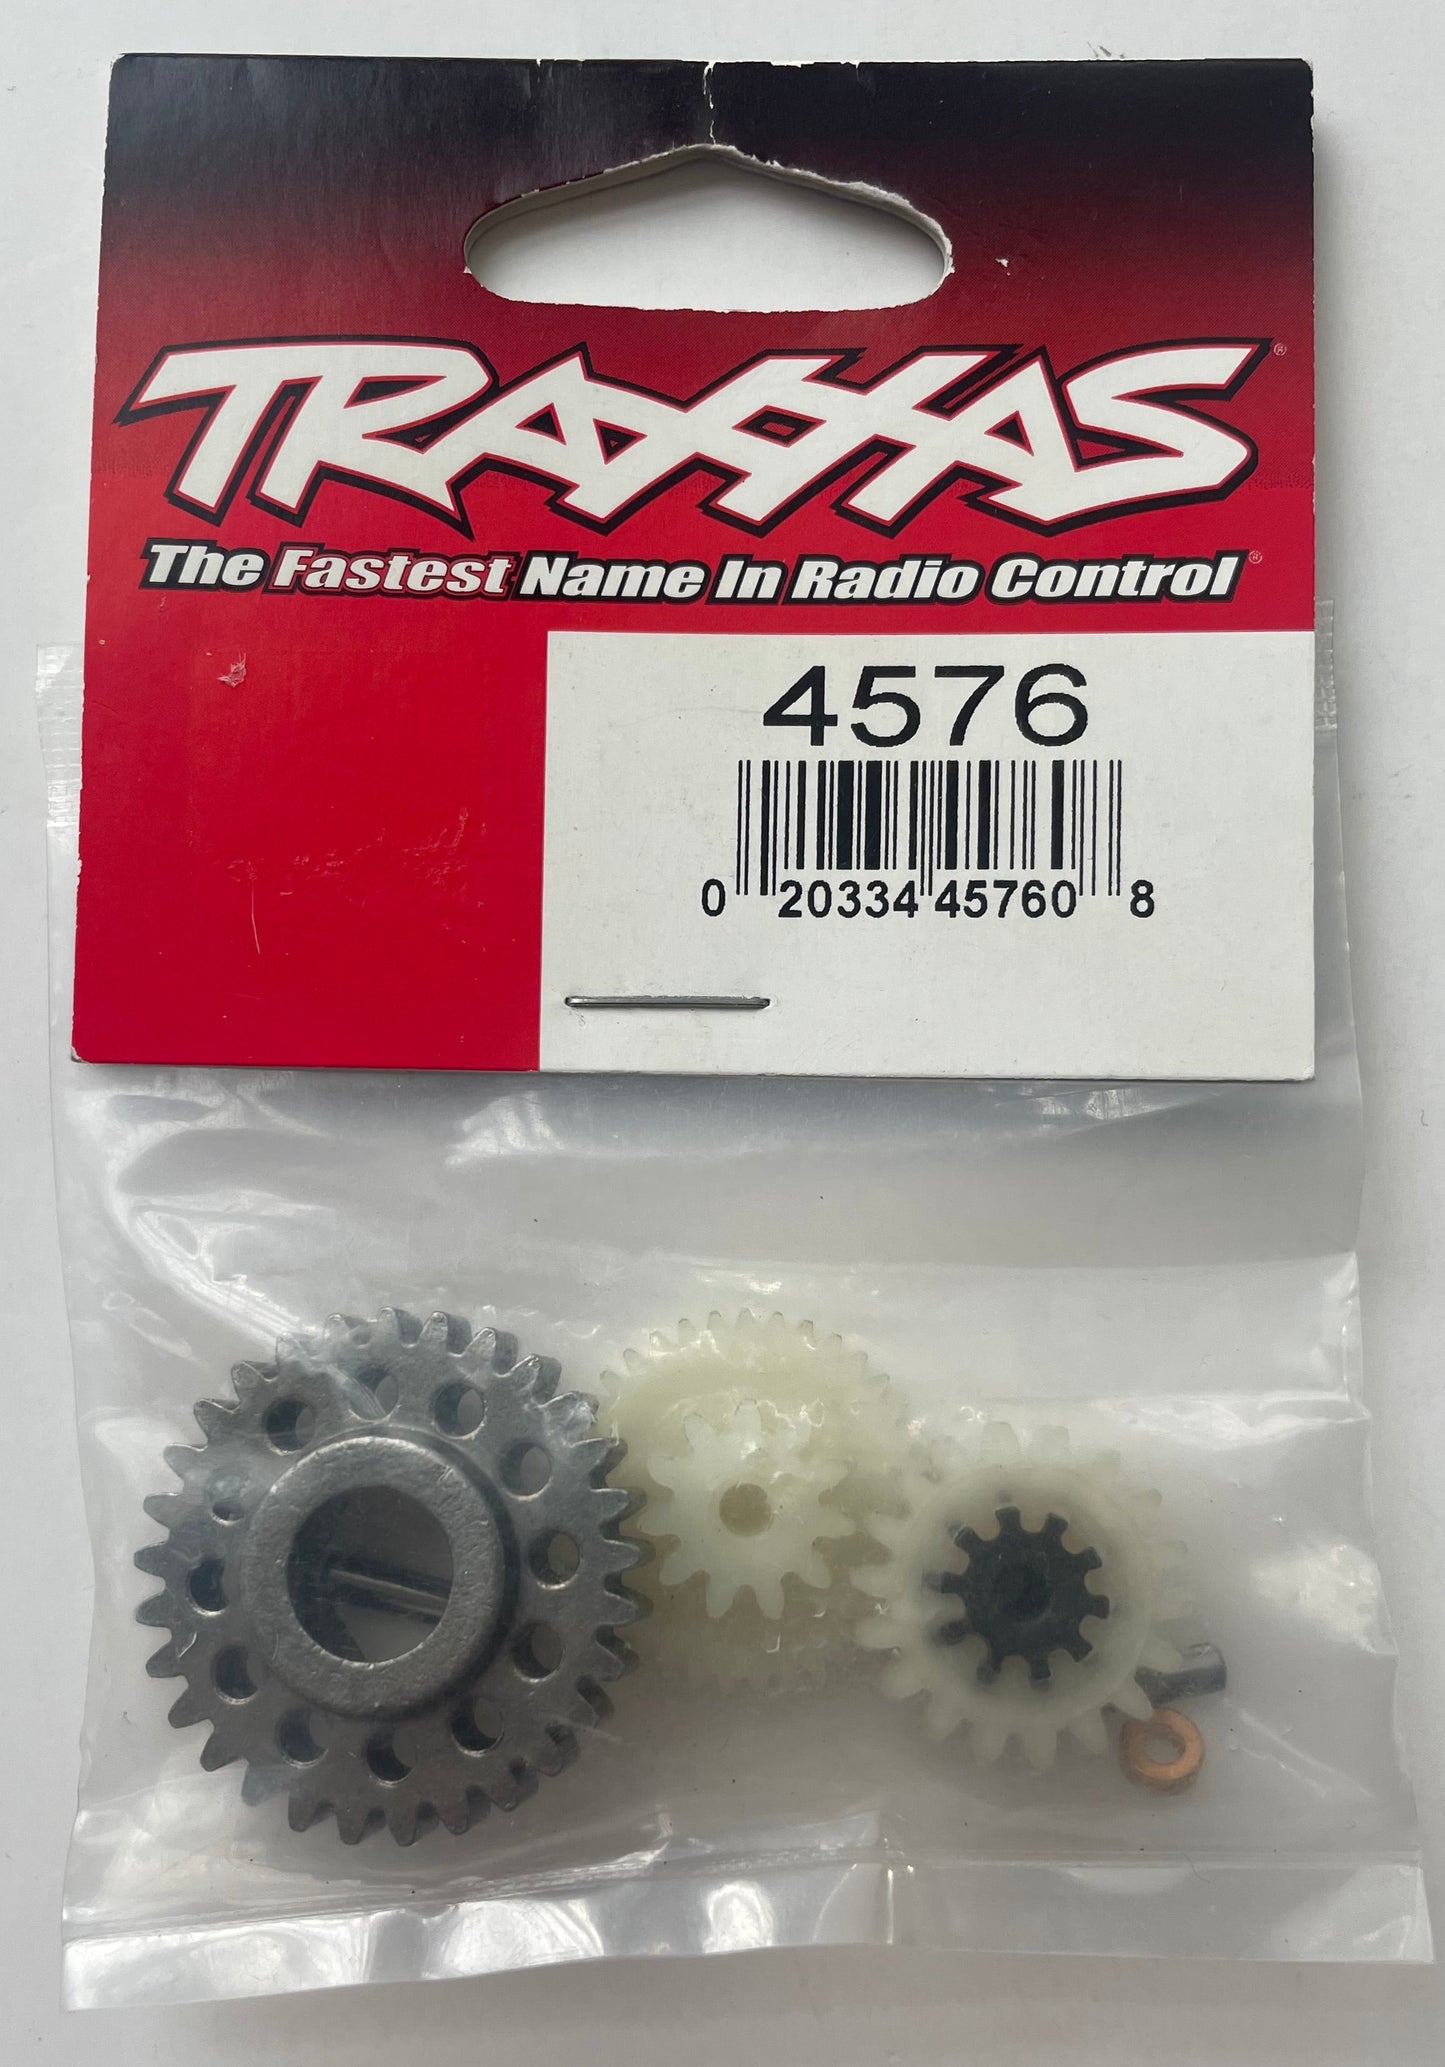 TRAXXAS®
The Fastest Name In Radio Control®
4576
0 20334 45760 8